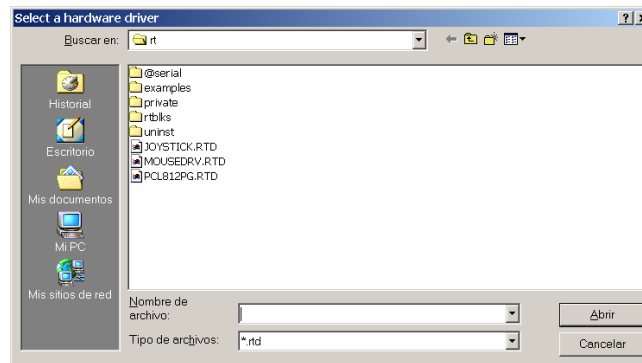 Select a hardware driver
Buscar en: rt
Historial
Escritorio
Mis documentos
Mi PC
Mis sitios de red
@serial
examples
private
rtblks
uninst
JOYSTICK.RTD
MOUSEDRV.RTD
PCL812PG.RTD
Nombre de
archivo:
Abrir
Tipo de archivos: *.rtd
Cancelar